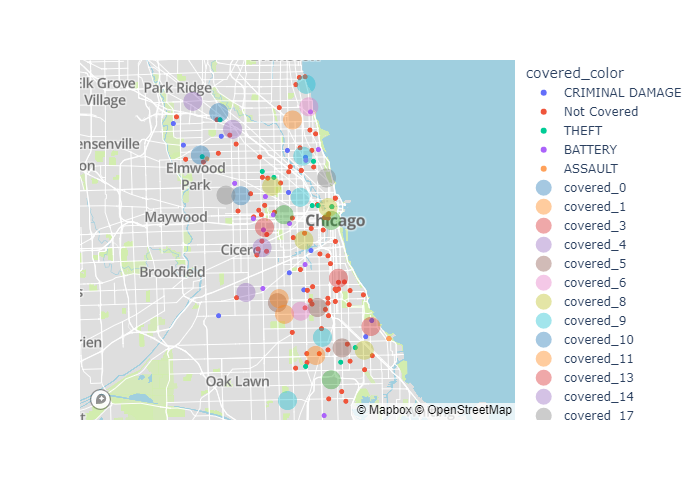 Elk Grove
Village
Park Ridge
ensenville
on
Elmwood
Park
Maywood
Chicago
Cicero
Brookfield
rien
Oak Lawn
© Mapbox © OpenStreetMap
covered_color
CRIMINAL DAMAGE
Not Covered
THEFT
BATTERY
ASSAULT
covered_0
covered_1
covered_3
covered_4
covered_5
covered_6
covered_8
covered_9
covered_10
covered_11
covered_13
covered_14
covered_17